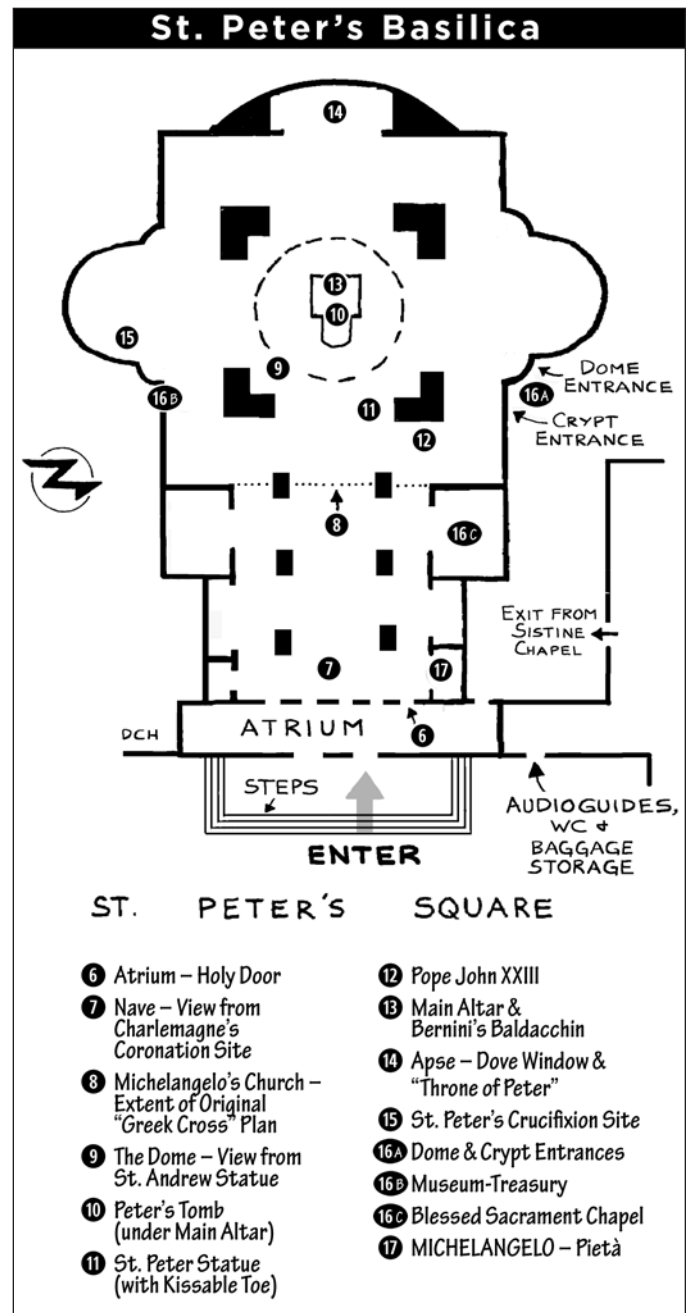 St. Peter's Basilica
14
13
10
15
9
16B
11
12
16A
DOME
ENTRANCE
CRYPT
ENTRANCE
Z
8
16C
EXIT FROM
SISTINE
CHAPEL
7
17
DCH
ATRIUM
6
STEPS
ENTER
AUDIOGUIDES,
WC &
BAGGAGE
STORAGE
ST. PETER'S SQUARE
6 Atrium – Holy Door
7 Nave – View from
Charlemagne's
Coronation Site
8 Michelangelo's Church –
Extent of Original
"Greek Cross" Plan
9 The Dome – View from
St. Andrew Statue
10 Peter's Tomb
(under Main Altar)
11 St. Peter Statue
(with Kissable Toe)
12 Pope John XXIII
13 Main Altar &
Bernini's Baldacchin
14 Apse – Dove Window &
"Throne of Peter"
15 St. Peter's Crucifixion Site
16A Dome & Crypt Entrances
16B Museum-Treasury
16C Blessed Sacrament Chapel
17 MICHELANGELO – Pietà